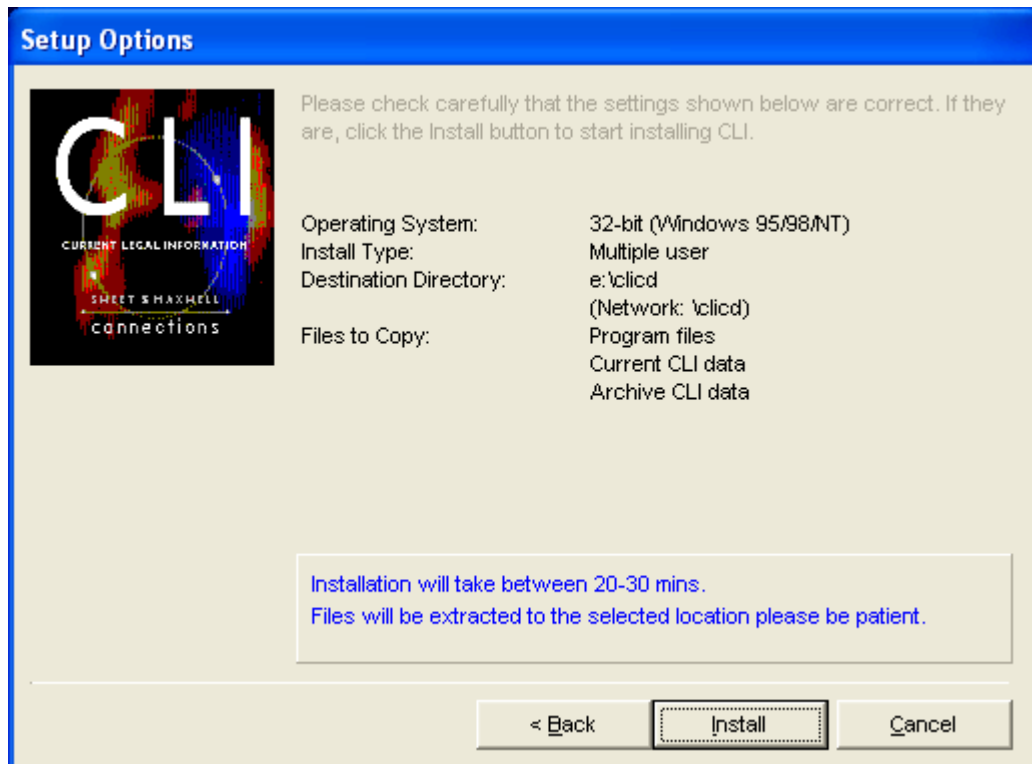 Setup Options
CLI
CURRENT LEGAL INFORMATION
SWEET & MAXWELL
connections
Please check carefully that the settings shown below are correct. If they
are, click the Install button to start installing CLI.
Operating System: 32-bit (Windows 95/98/NT)
Install Type: Multiple user
Destination Directory: e:\clicd
(Network: \clicd)
Files to Copy: Program files
Current CLI data
Archive CLI data
Installation will take between 20-30 mins.
Files will be extracted to the selected location please be patient.
< Back Install Cancel